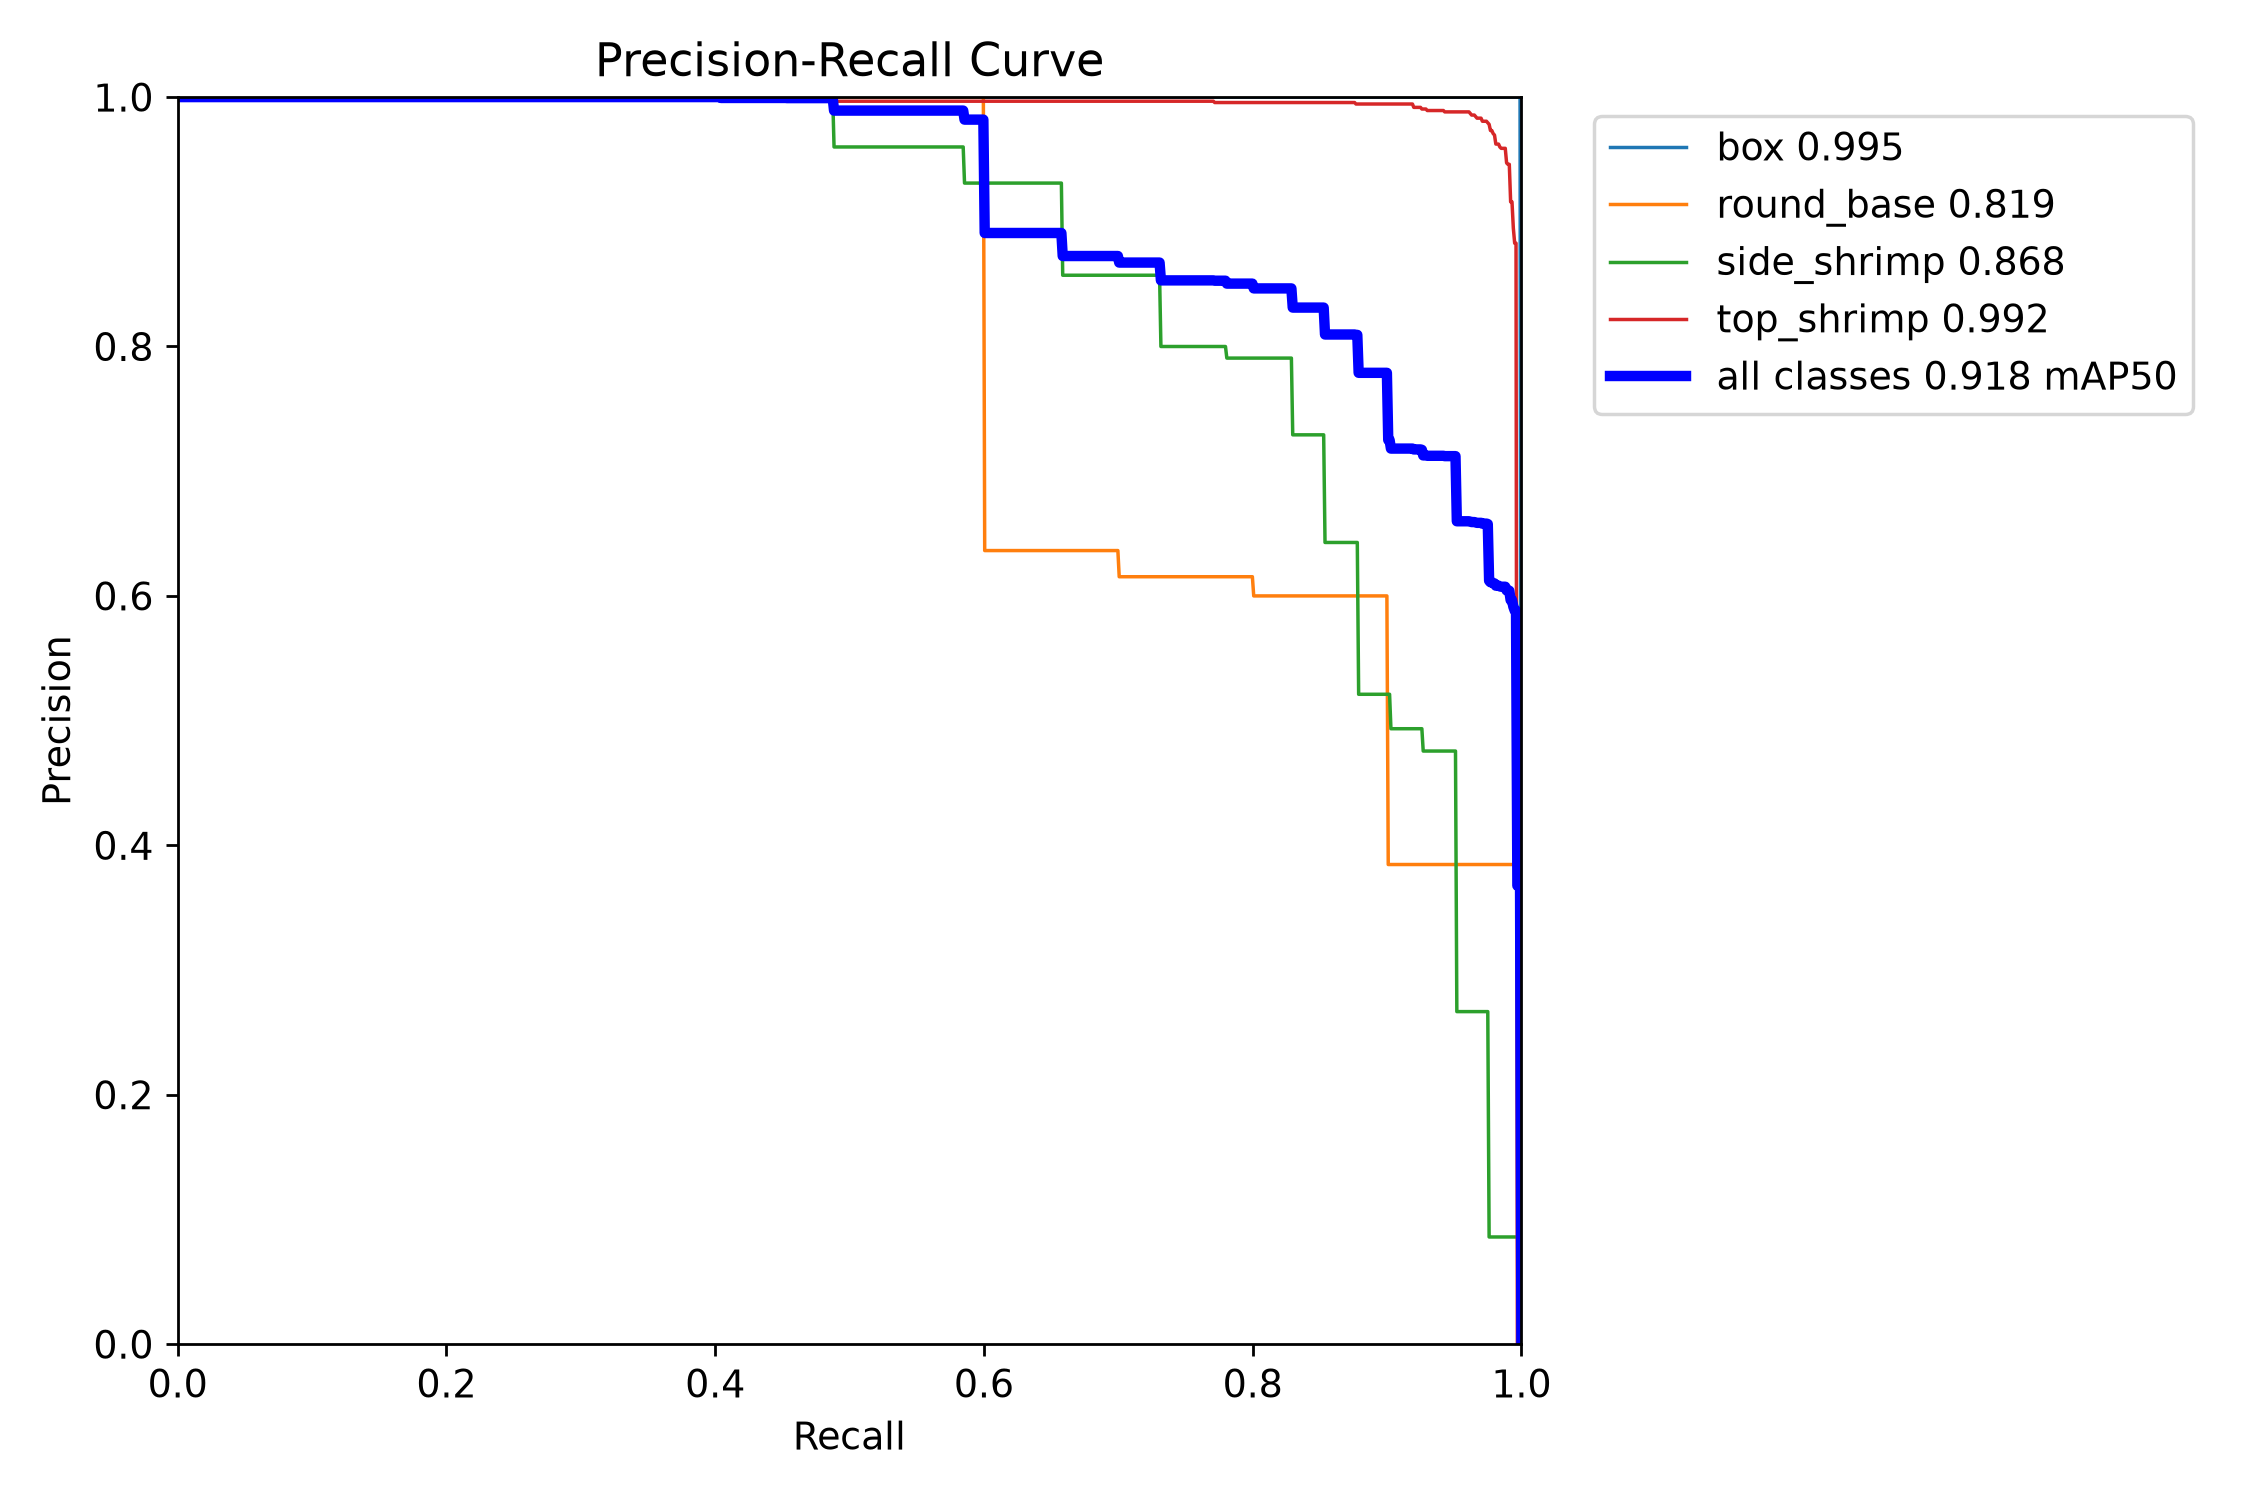 Precision-Recall Curve
1.0
0.8
0.6
0.4
0.2
0.0
Precision
0.0 0.2 0.4 0.6 0.8 1.0
Recall
box 0.995
round_base 0.819
side_shrimp 0.868
top_shrimp 0.992
all classes 0.918 mAP50